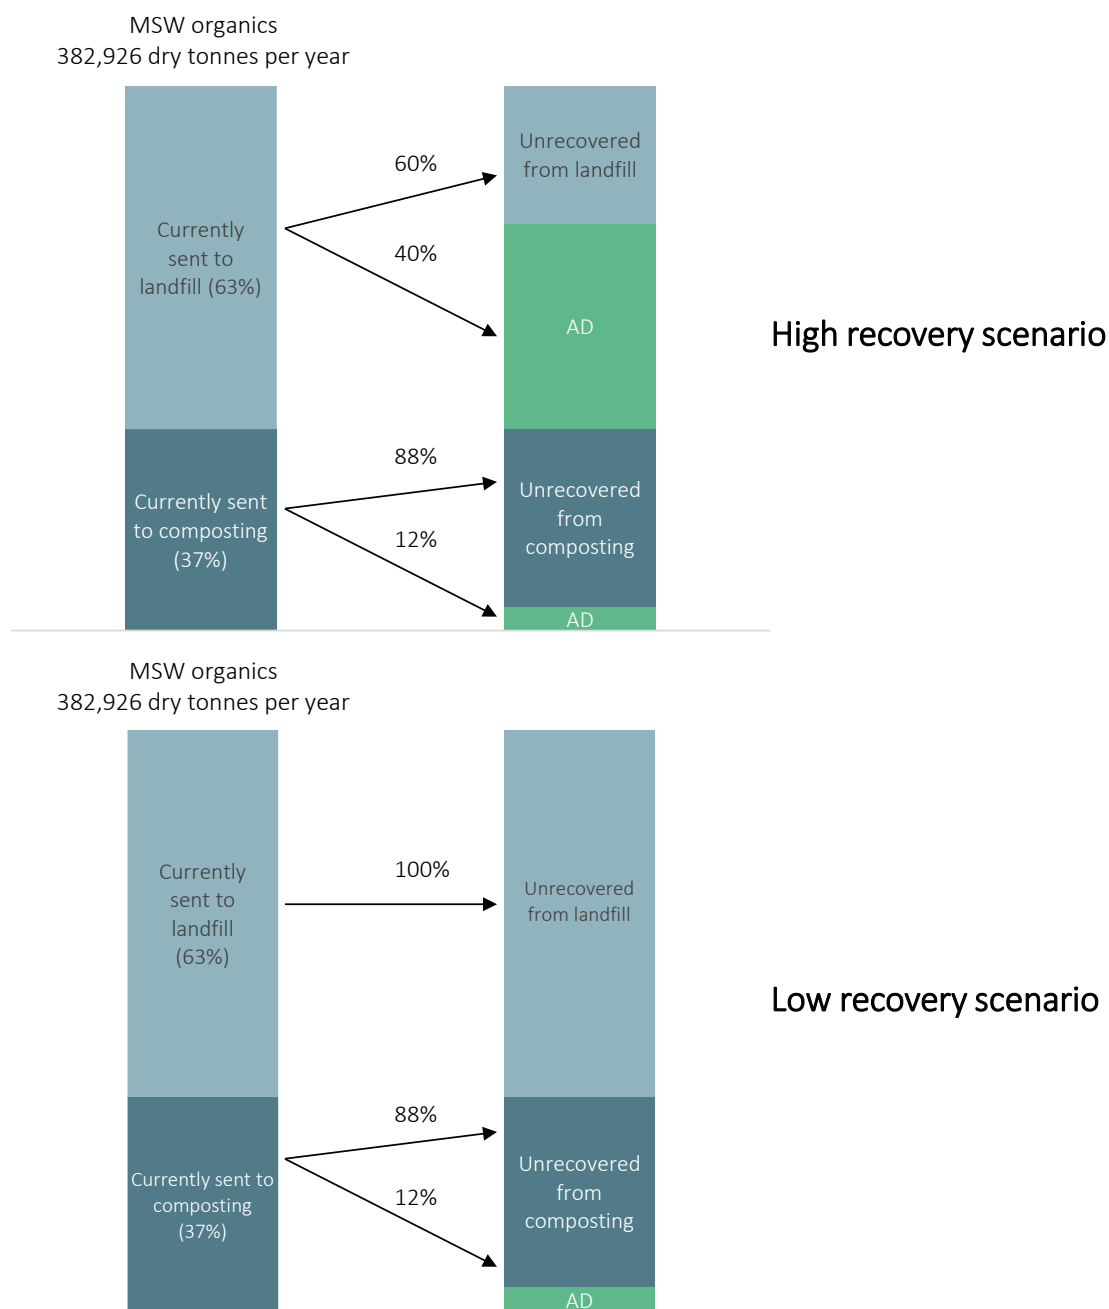 MSW organics
382,926 dry tonnes per year
Currently
sent to
landfill (63%)
Currently sent
to composting
(37%)
60%
40%
88%
12%
Unrecovered
from landfill
AD
Unrecovered
from
composting
AD
High recovery scenario
MSW organics
382,926 dry tonnes per year
Currently
sent to
landfill
(63%)
Currently sent to
composting
(37%)
100%
88%
12%
Unrecovered
from landfill
Unrecovered
from
composting
AD
Low recovery scenario